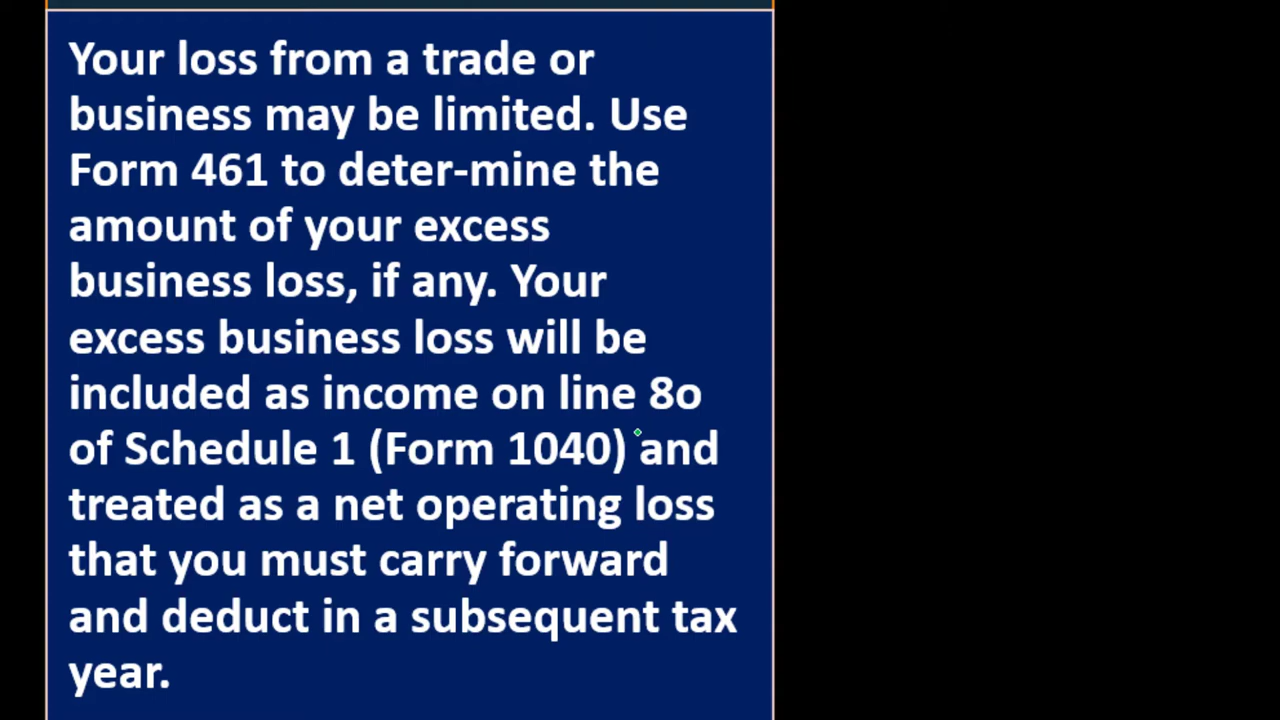 Your loss from a trade or
business may be limited. Use
Form 461 to deter-mine the
amount of your excess
business loss, if any. Your
excess business loss will be
included as income on line 8o
of Schedule 1 (Form 1040) and
treated as a net operating loss
that you must carry forward
and deduct in a subsequent tax
year.